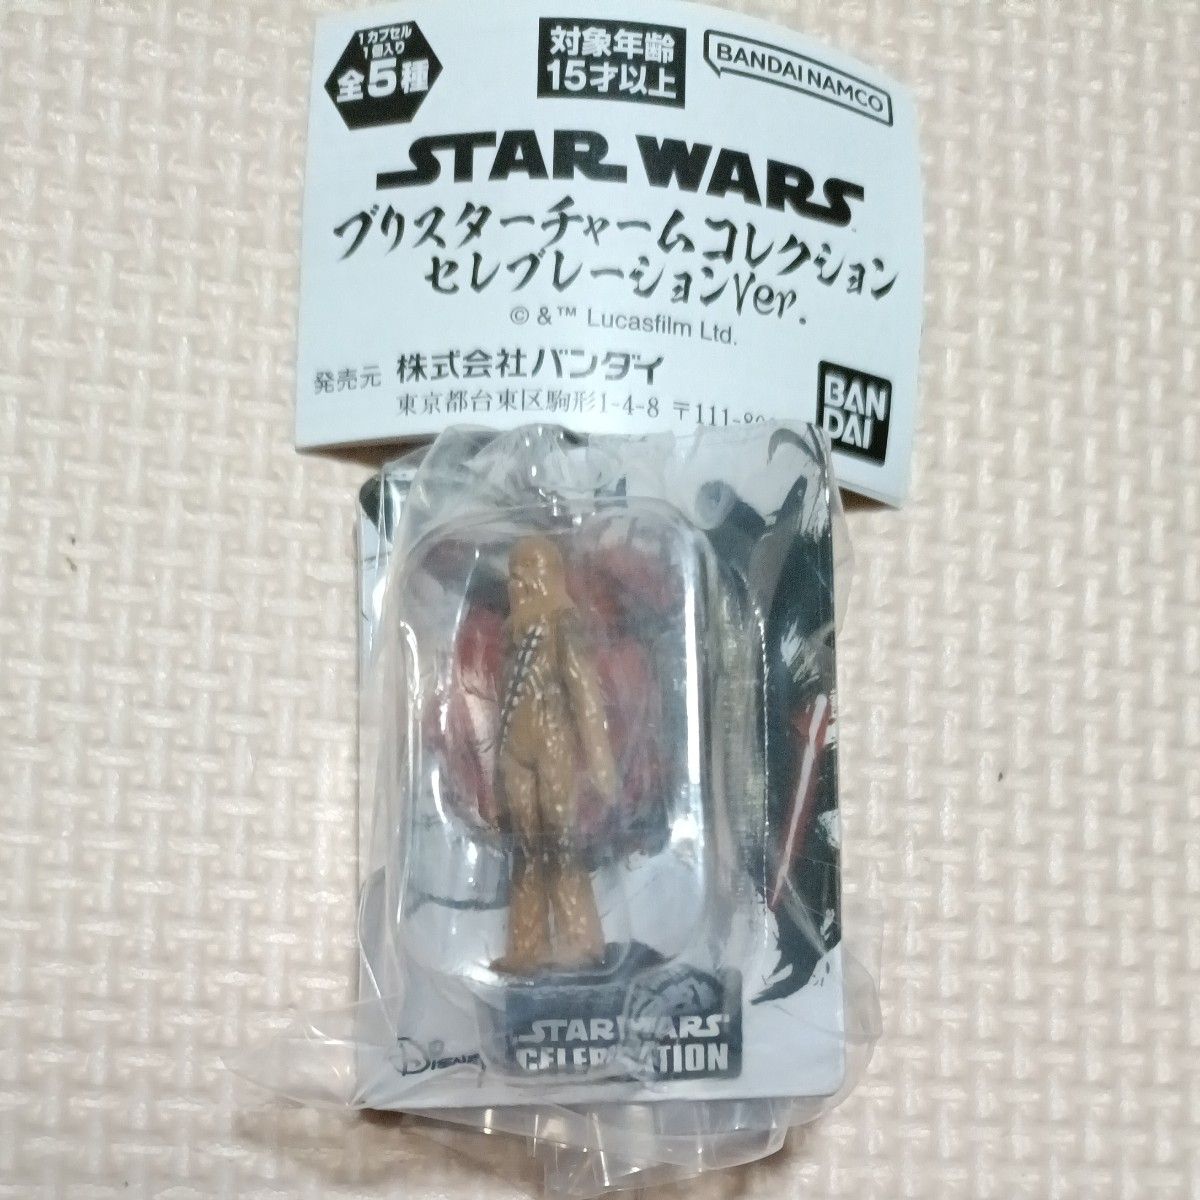 1カプセル
1個入り
全5種
対象年齢
15才以上
BANDAI NAMCO
STAR WARS
ブリスターチャームコレクション
セレブレーションver.
© &™ Lucasfilm Ltd.
発売元 株式会社バンダイ
東京都台東区駒形1-4-8 〒111-
BAN
DAI
Disney
STAR WARS
CELEBRATION